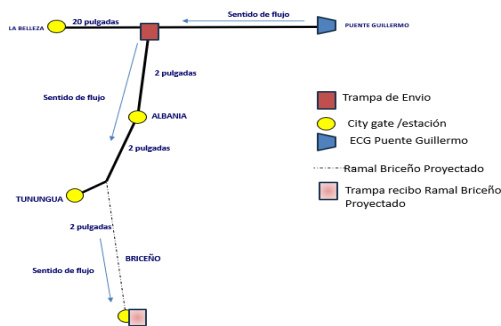 Sentido de flujo
LA BELLEZA
20 pulgadas
PUENTE GUILLERMO
2 pulgadas
Sentido de flujo
ALBANIA
2 pulgadas
TUNUNGUA
2 pulgadas
BRICEÑO
Sentido de flujo
Trampa de Envio
City gate /estación
ECG Puente Guillermo
Ramal Briceño Proyectado
Trampa recibo Ramal Briceño
Proyectado